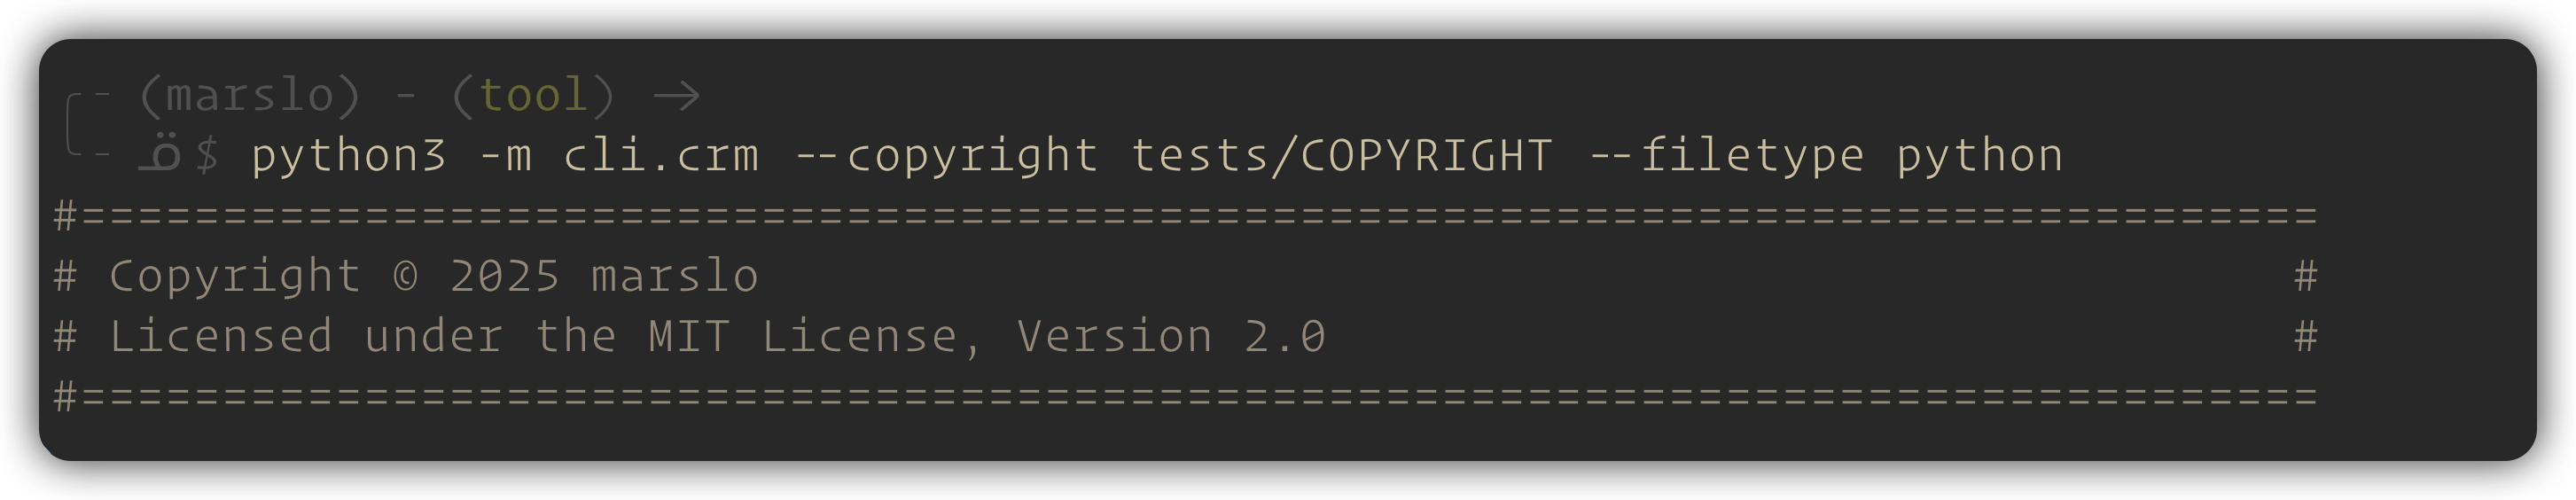 (marslo) - (tool) →
$ python3 -m cli.crm --copyright tests/COPYRIGHT --filetype python
#===============================================================================
# Copyright © 2025 marslo                                                      #
# Licensed under the MIT License, Version 2.0                                  #
#===============================================================================